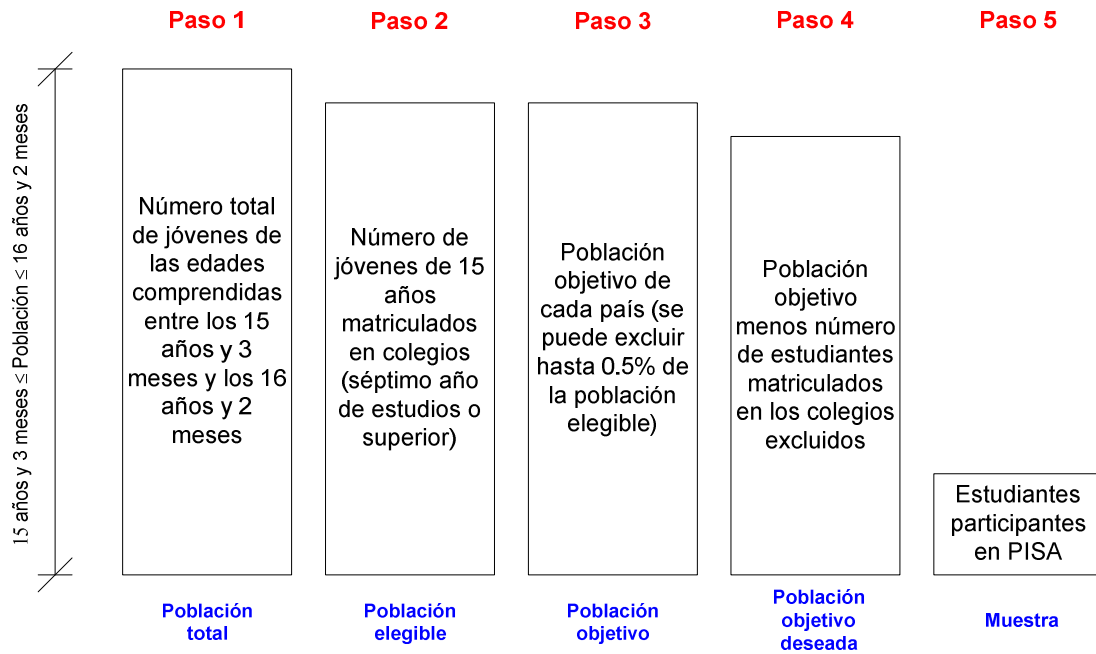 Paso 1
Paso 2
Paso 3
Paso 4
Paso 5
15 años y 3 meses ≤ Población ≤ 16 años y 2 meses
Número total
de jóvenes de
las edades
comprendidas
entre los 15
años y 3
meses y los 16
años y 2
meses
Número de
jóvenes de 15
años
matriculados
en colegios
(séptimo año
de estudios o
superior)
Población
objetivo de
cada país (se
puede excluir
hasta 0.5% de
la población
elegible)
Población
objetivo
menos número
de estudiantes
matriculados
en los colegios
excluidos
Estudiantes
participantes
en PISA
Población
total
Población
elegible
Población
objetivo
Población
objetivo
deseada
Muestra